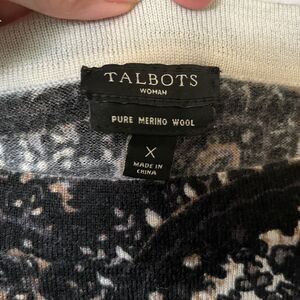 TALBOTS
WOMAN
PURE MERINO WOOL
X
MADE IN
CHINA